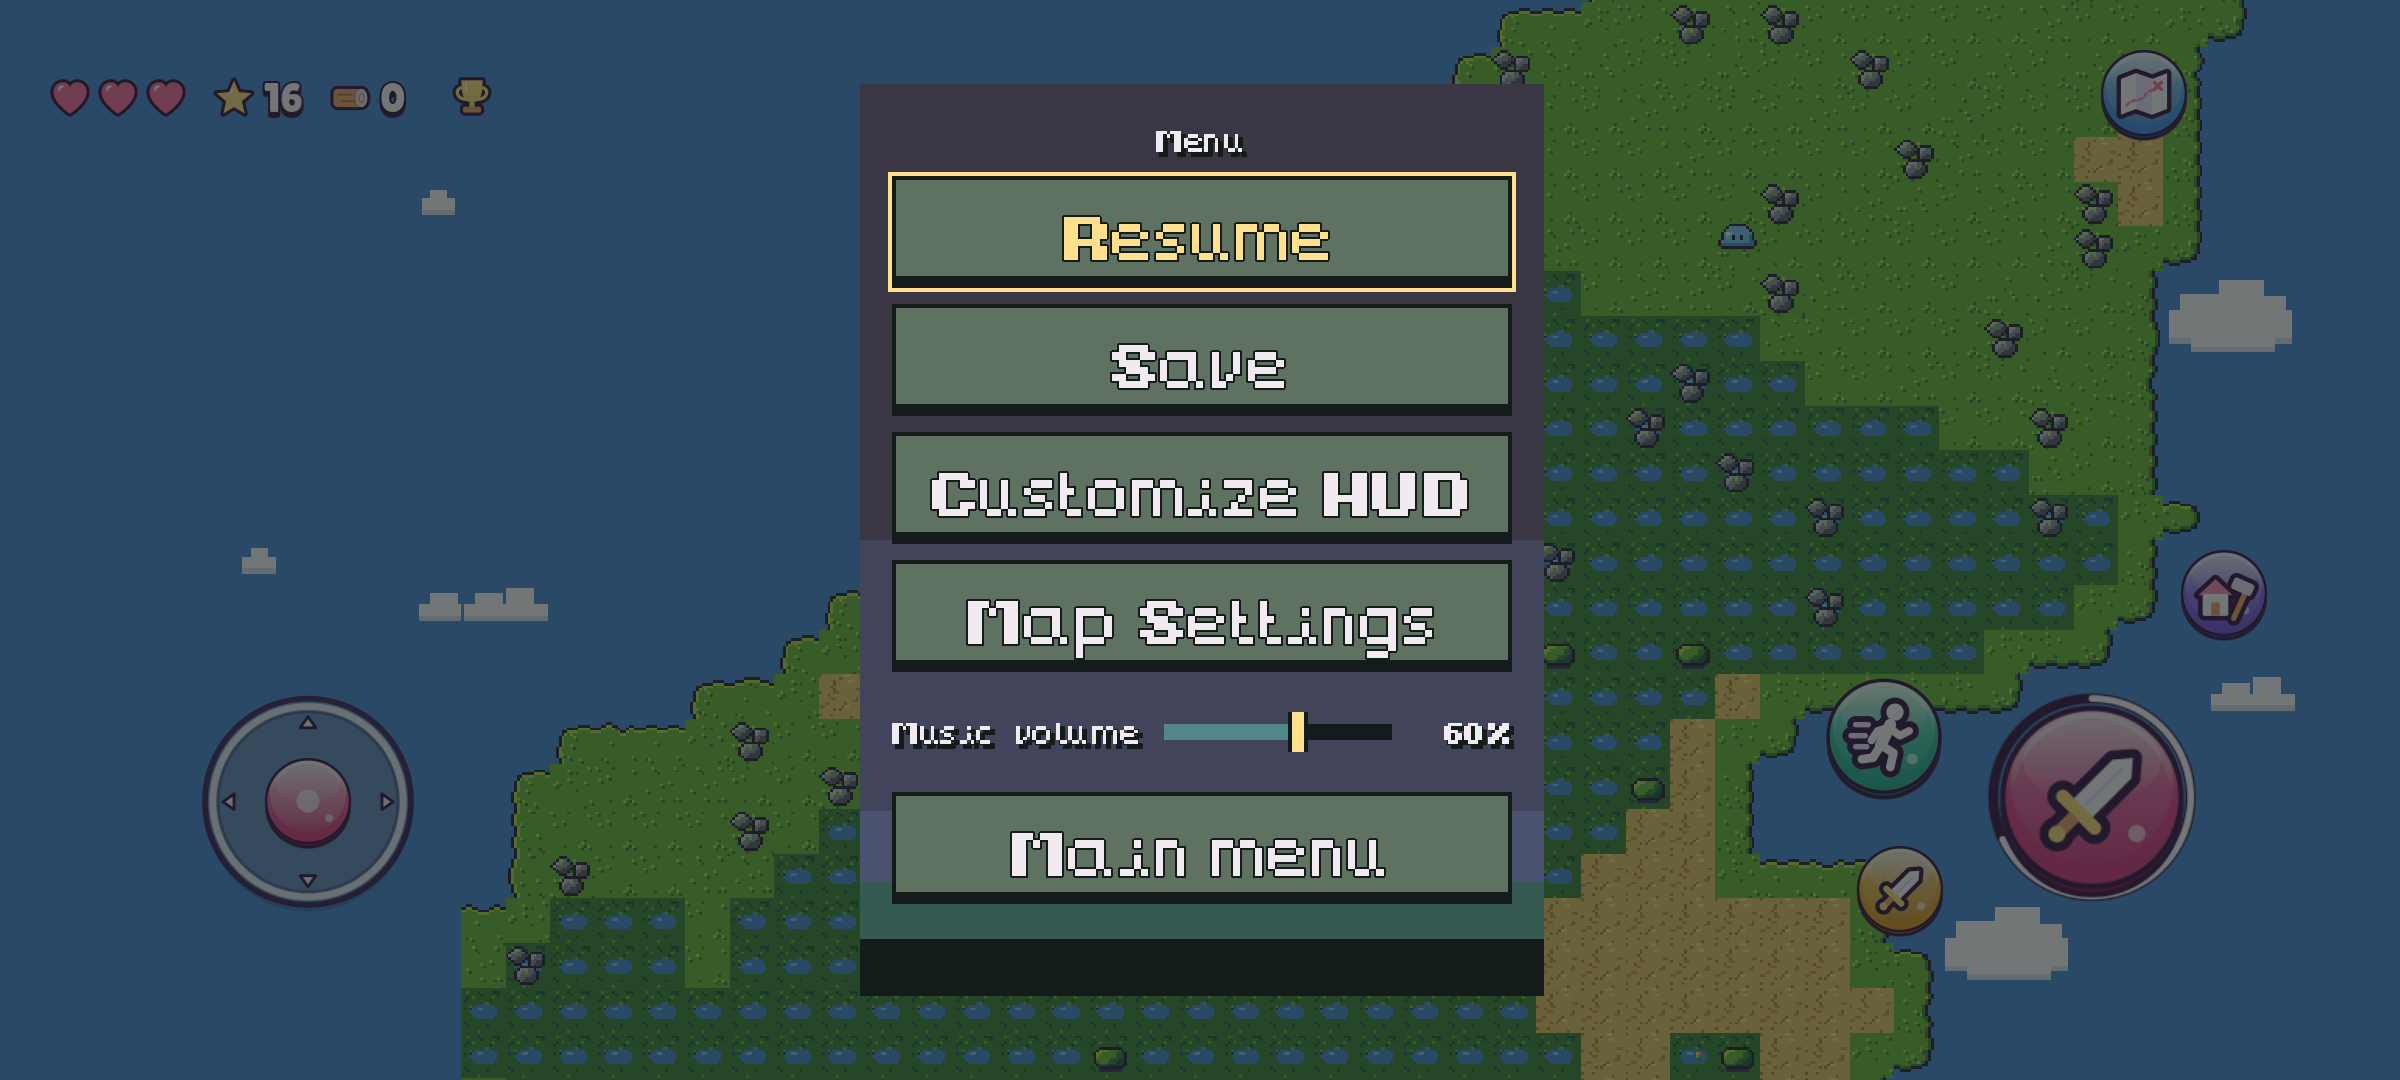 16 0
Menu
Resume
Save
Customize HUD
Map Settings
Music volume 60%
Main menu